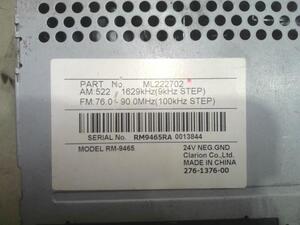 PART No. ML222702
AM:522 - 1629kHz(9kHz STEP)
FM:76.0 - 90.0MHz(100kHz STEP)
SERIAL No. RM9465RA 0013844
MODEL RM-9465
24V NEG.GND
Clarion Co.,Ltd.
MADE IN CHINA
276-1376-00